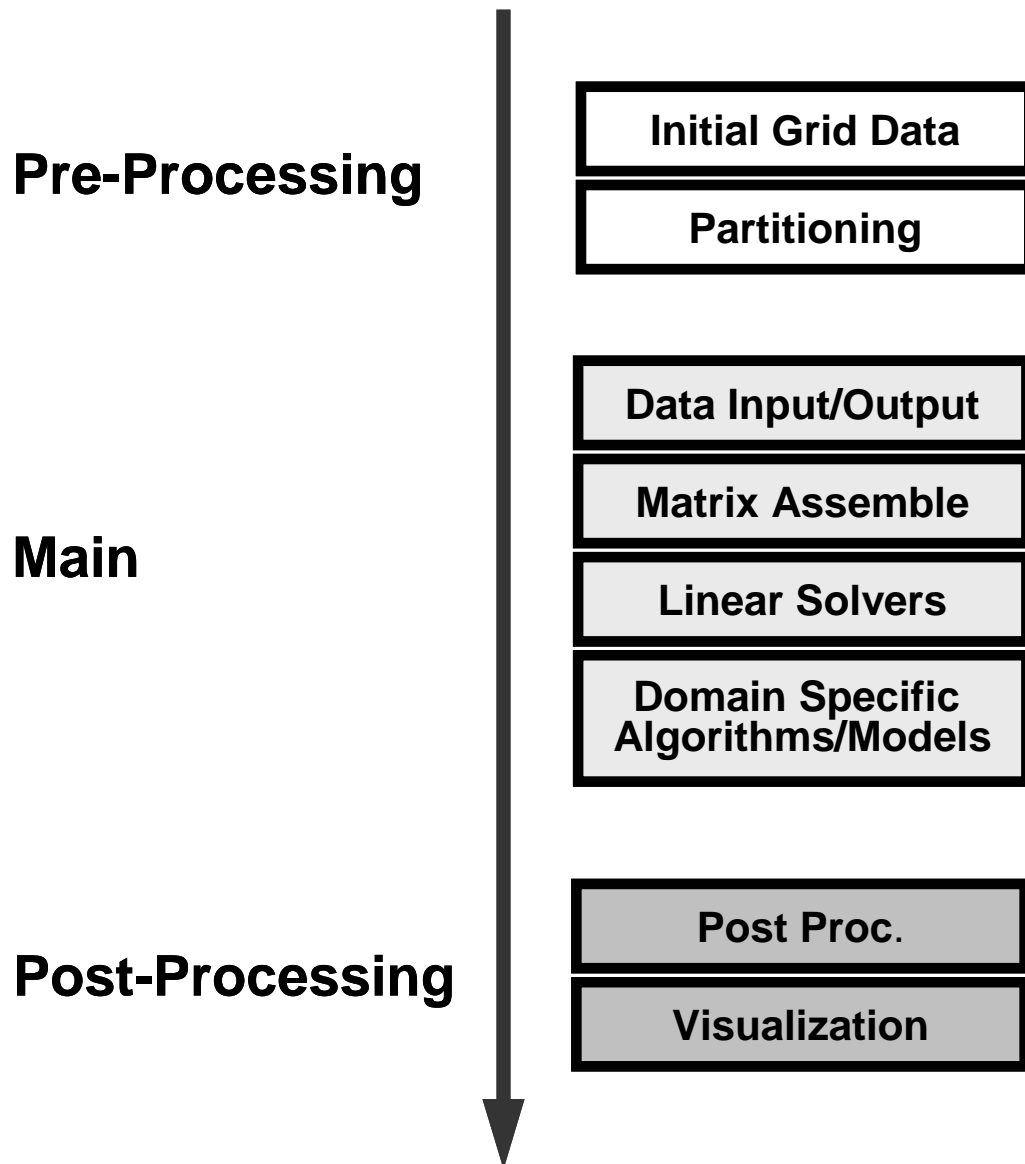 Pre-Processing
Initial Grid Data
Partitioning
Main
Data Input/Output
Matrix Assemble
Linear Solvers
Domain Specific
Algorithms/Models
Post-Processing
Post Proc.
Visualization